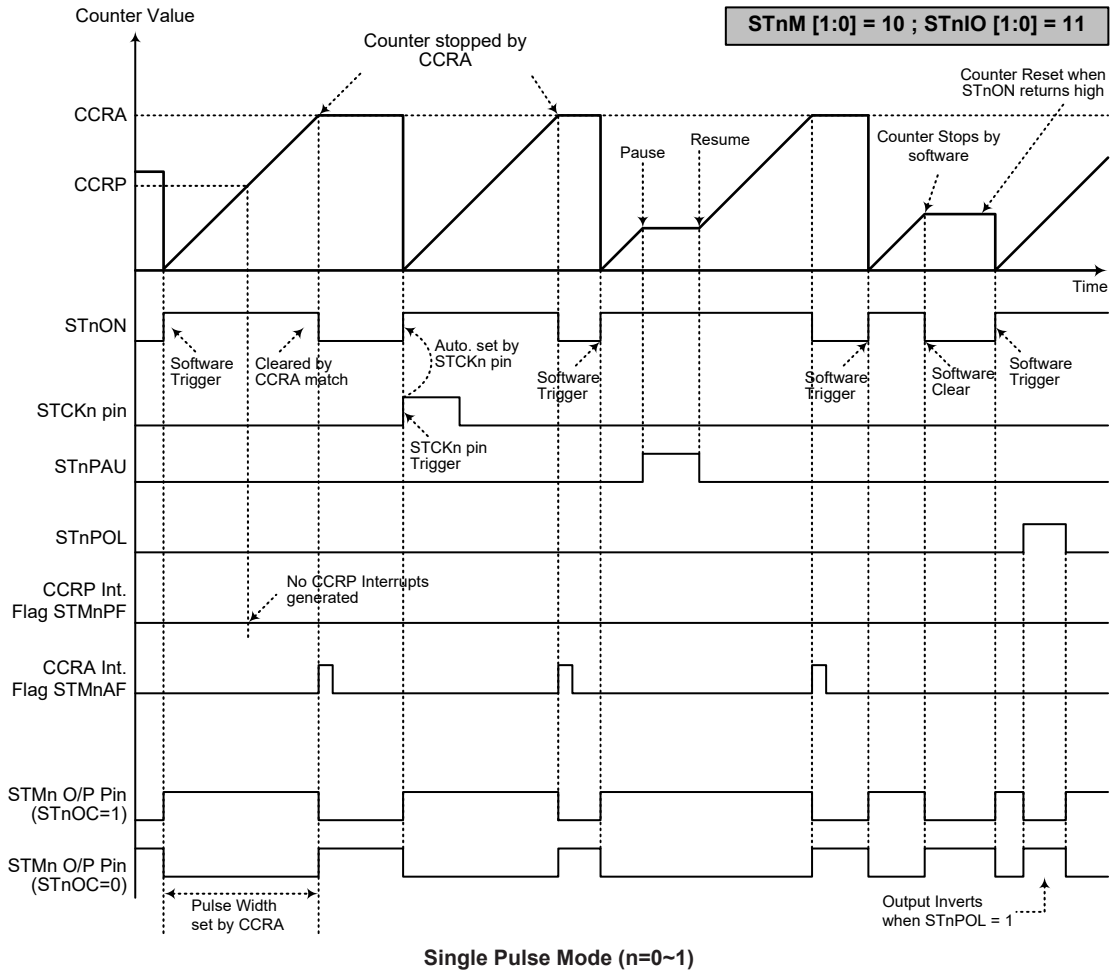 Counter Value
STnM [1:0] = 10 ; STnIO [1:0] = 11
Counter stopped by
CCRA
Counter Reset when
STnON returns high
CCRA
Pause
Resume
Counter Stops by
software
CCRP
Time
STnON
Software
Trigger
Cleared by
CCRA match
Auto. set by
STCKn pin
Software
Trigger
Software
Trigger
Software
Clear
Software
Trigger
STCKn pin
STCKn pin
Trigger
STnPAU
STnPOL
CCRP Int.
Flag STMnPF
No CCRP Interrupts
generated
CCRA Int.
Flag STMnAF
STMn O/P Pin
(STnOC=1)
STMn O/P Pin
(STnOC=0)
Pulse Width
set by CCRA
Output Inverts
when STnPOL = 1
Single Pulse Mode (n=0~1)